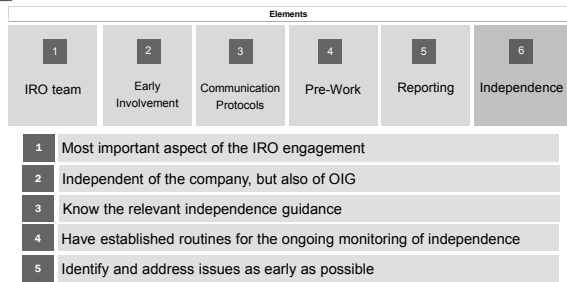 Elements
1
2
3
4
5
6
IRO team
Early
Involvement
Communication
Protocols
Pre-Work
Reporting
Independence
1 Most important aspect of the IRO engagement
2 Independent of the company, but also of OIG
3 Know the relevant independence guidance
4 Have established routines for the ongoing monitoring of independence
5 Identify and address issues as early as possible